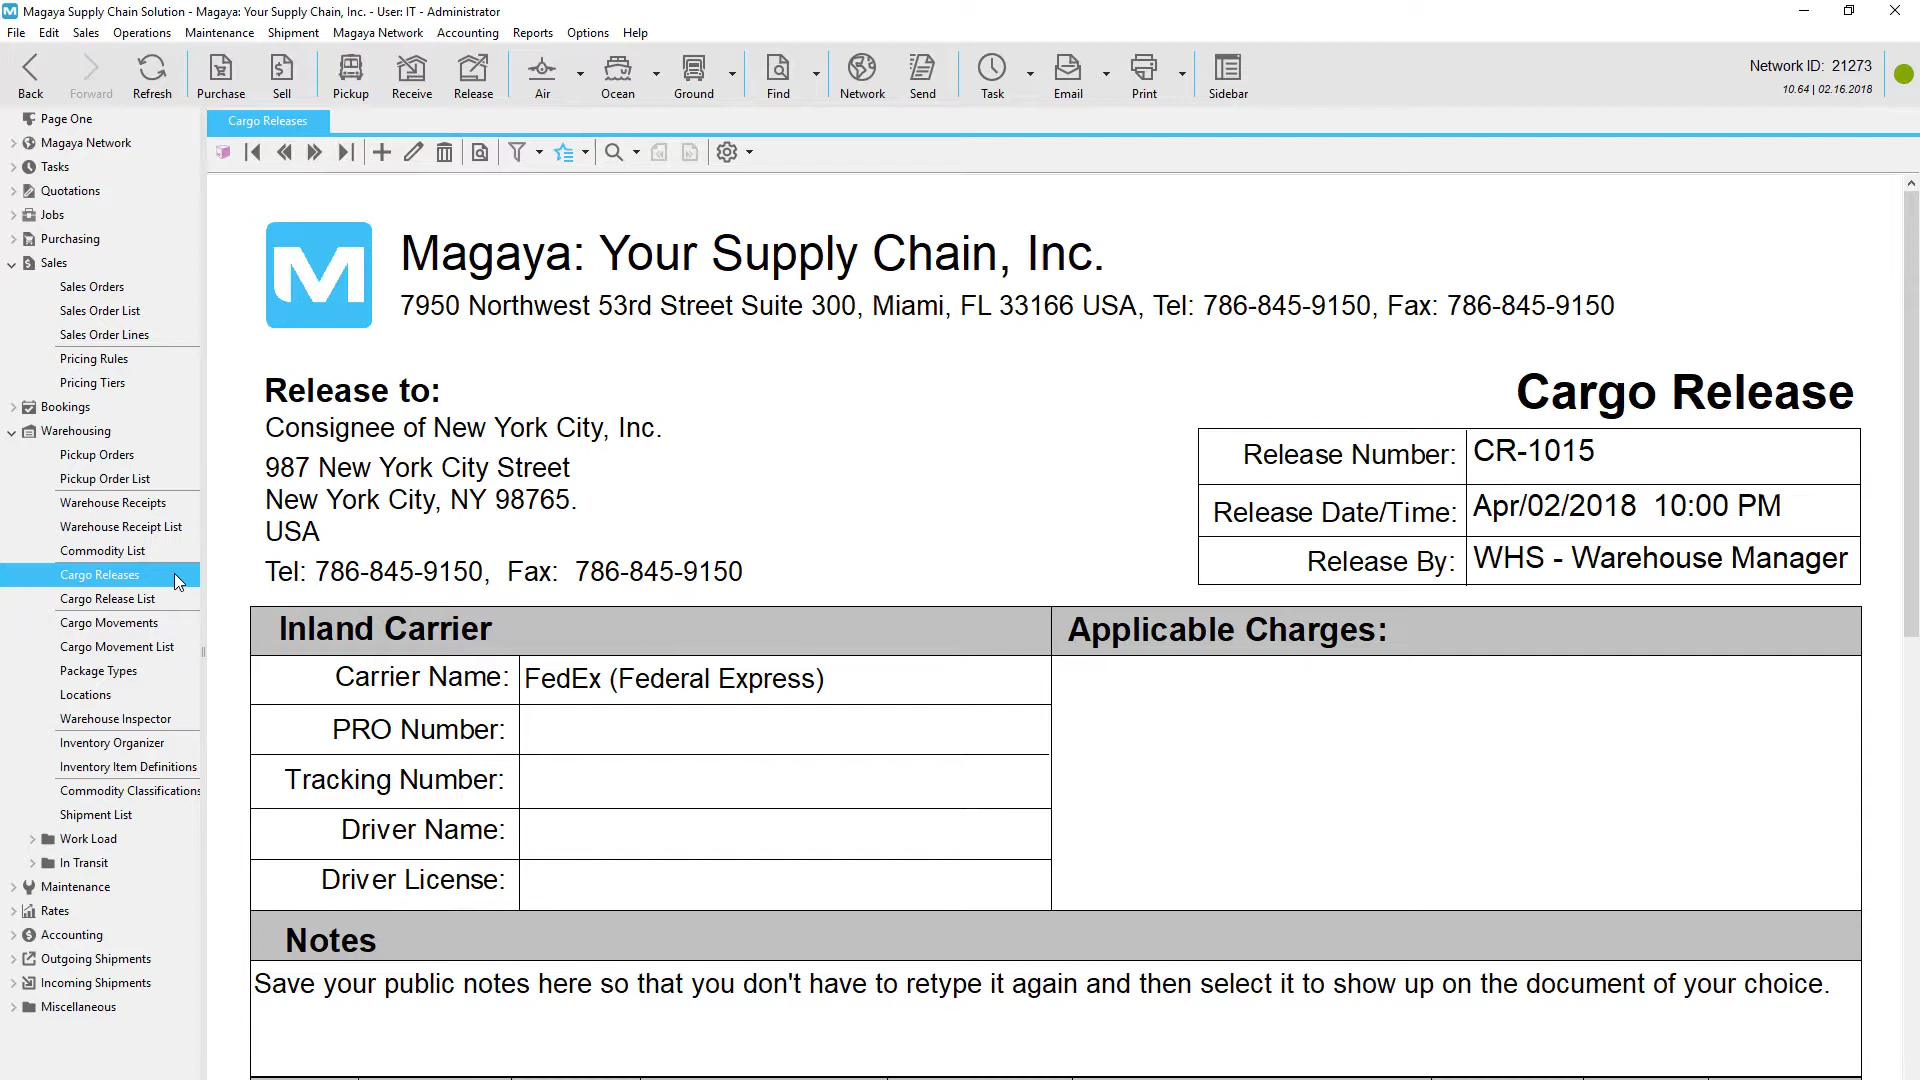 Magaya Supply Chain Solution - Magaya: Your Supply Chain, Inc. - User: IT - Administrator
File Edit Sales Operations Maintenance Shipment Magaya Network Accounting Reports Options Help
Back Forward Refresh Purchase Sell Pickup Receive Release Air Ocean Ground Find Network Send Task Email Print Sidebar
Network ID: 21273
10.64 | 02.16.2018
Page One
Magaya Network
Tasks
Quotations
Jobs
Purchasing
Sales
Sales Orders
Sales Order List
Sales Order Lines
Pricing Rules
Pricing Tiers
Bookings
Warehousing
Pickup Orders
Pickup Order List
Warehouse Receipts
Warehouse Receipt List
Commodity List
Cargo Releases
Cargo Release List
Cargo Movements
Cargo Movement List
Package Types
Locations
Warehouse Inspector
Inventory Organizer
Inventory Item Definitions
Commodity Classifications
Shipment List
Work Load
In Transit
Maintenance
Rates
Accounting
Outgoing Shipments
Incoming Shipments
Miscellaneous
Cargo Releases
M
Magaya: Your Supply Chain, Inc.
7950 Northwest 53rd Street Suite 300, Miami, FL 33166 USA, Tel: 786-845-9150, Fax: 786-845-9150
Release to:
Consignee of New York City, Inc.
987 New York City Street
New York City, NY 98765.
USA
Tel: 786-845-9150, Fax: 786-845-9150
Cargo Release
Release Number: CR-1015
Release Date/Time: Apr/02/2018 10:00 PM
Release By: WHS - Warehouse Manager
Inland Carrier
Carrier Name: FedEx (Federal Express)
PRO Number:
Tracking Number:
Driver Name:
Driver License:
Applicable Charges:
Notes
Save your public notes here so that you don't have to retype it again and then select it to show up on the document of your choice.